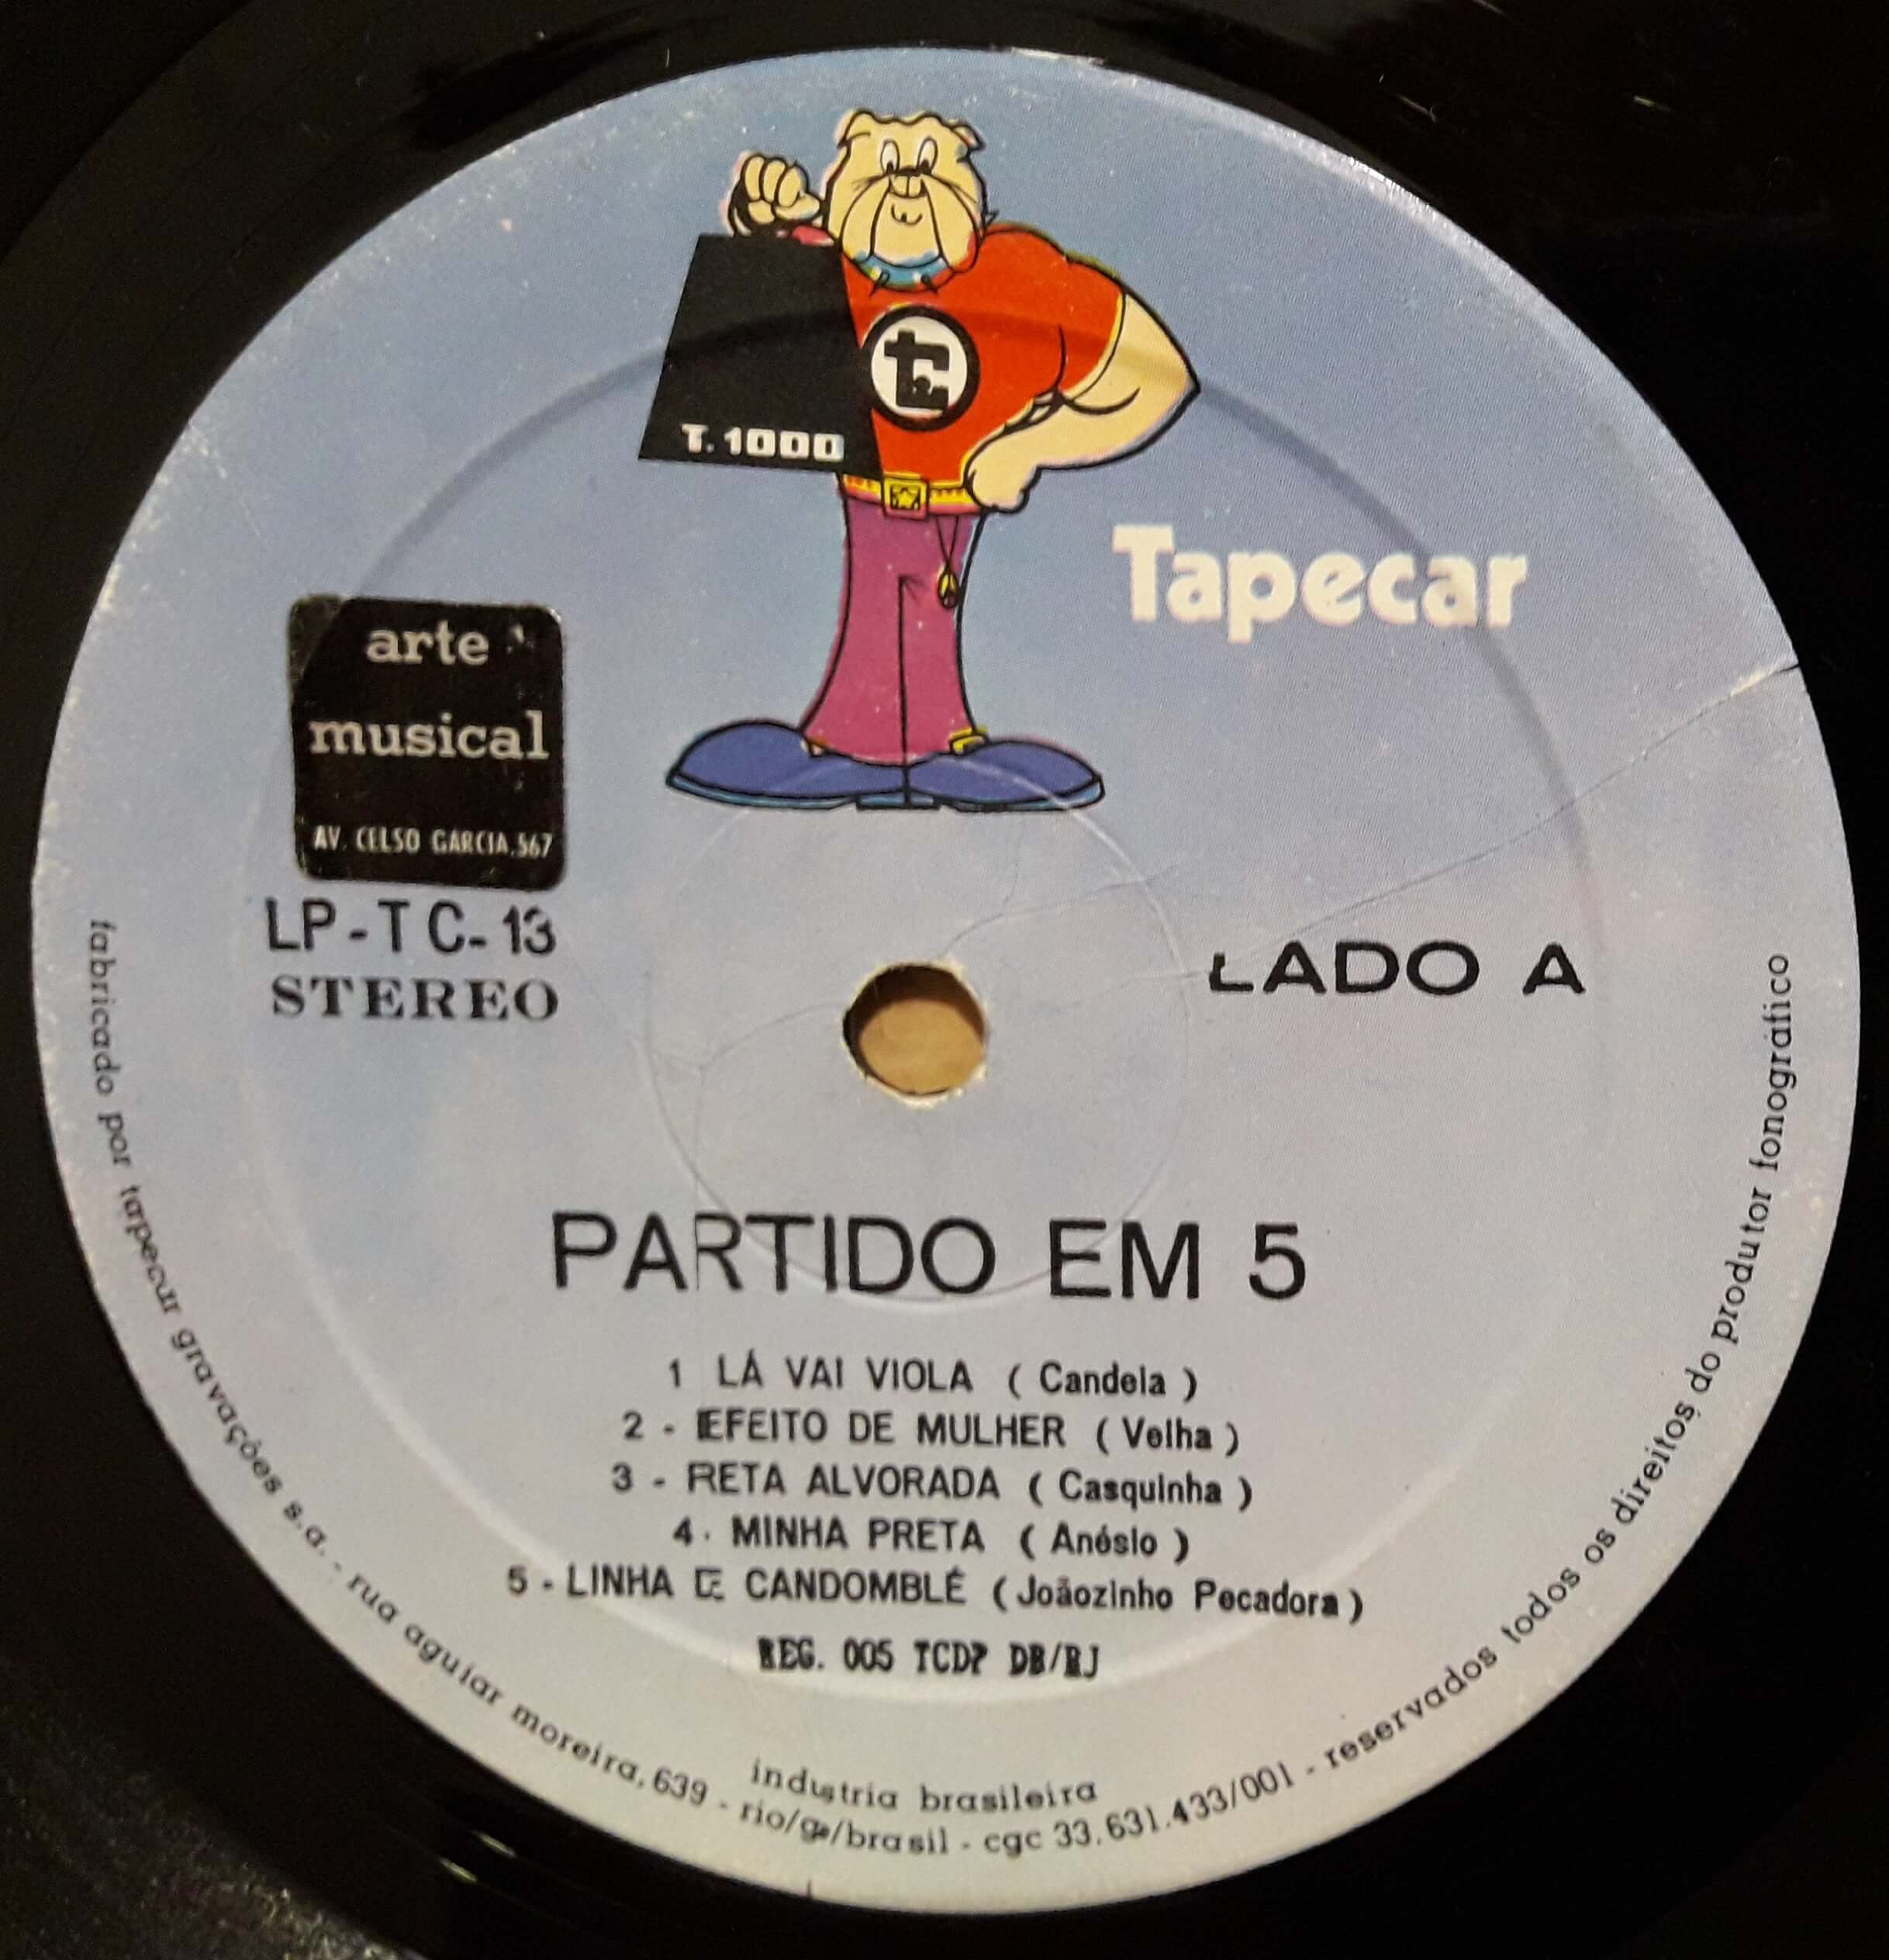 tc
T.1000
Tapecar
arte
musical
AV. CELSO GARCIA.567
LP-TC-13
STEREO
LADO A
PARTIDO EM 5
1 LÁ VAI VIOLA ( Candeia )
2 - EFEITO DE MULHER ( Velha )
3 - RETA ALVORADA ( Casquinha )
4 . MINHA PRETA ( Anésio )
5 - LINHA DE CANDOMBLÉ ( Joãozinho Pecadora )
REG. 005 TCDP DB/RJ
industria brasileira
fabricado por tapecar gravações s.a. - rua aguiar moreira, 639 - rio/gb/brasil - cgc 33.631.433/001 - reservados todos os direitos do produtor fonográfico